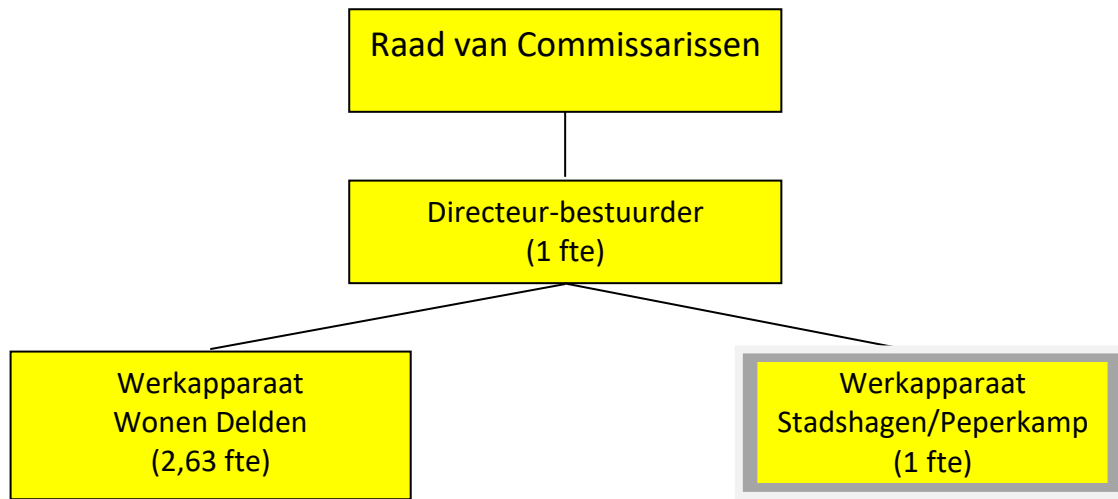 Raad van Commissarissen
Directeur-bestuurder
(1 fte)
Werkapparaat
Wonen Delden
(2,63 fte)
Werkapparaat
Stadshagen/Peperkamp
(1 fte)